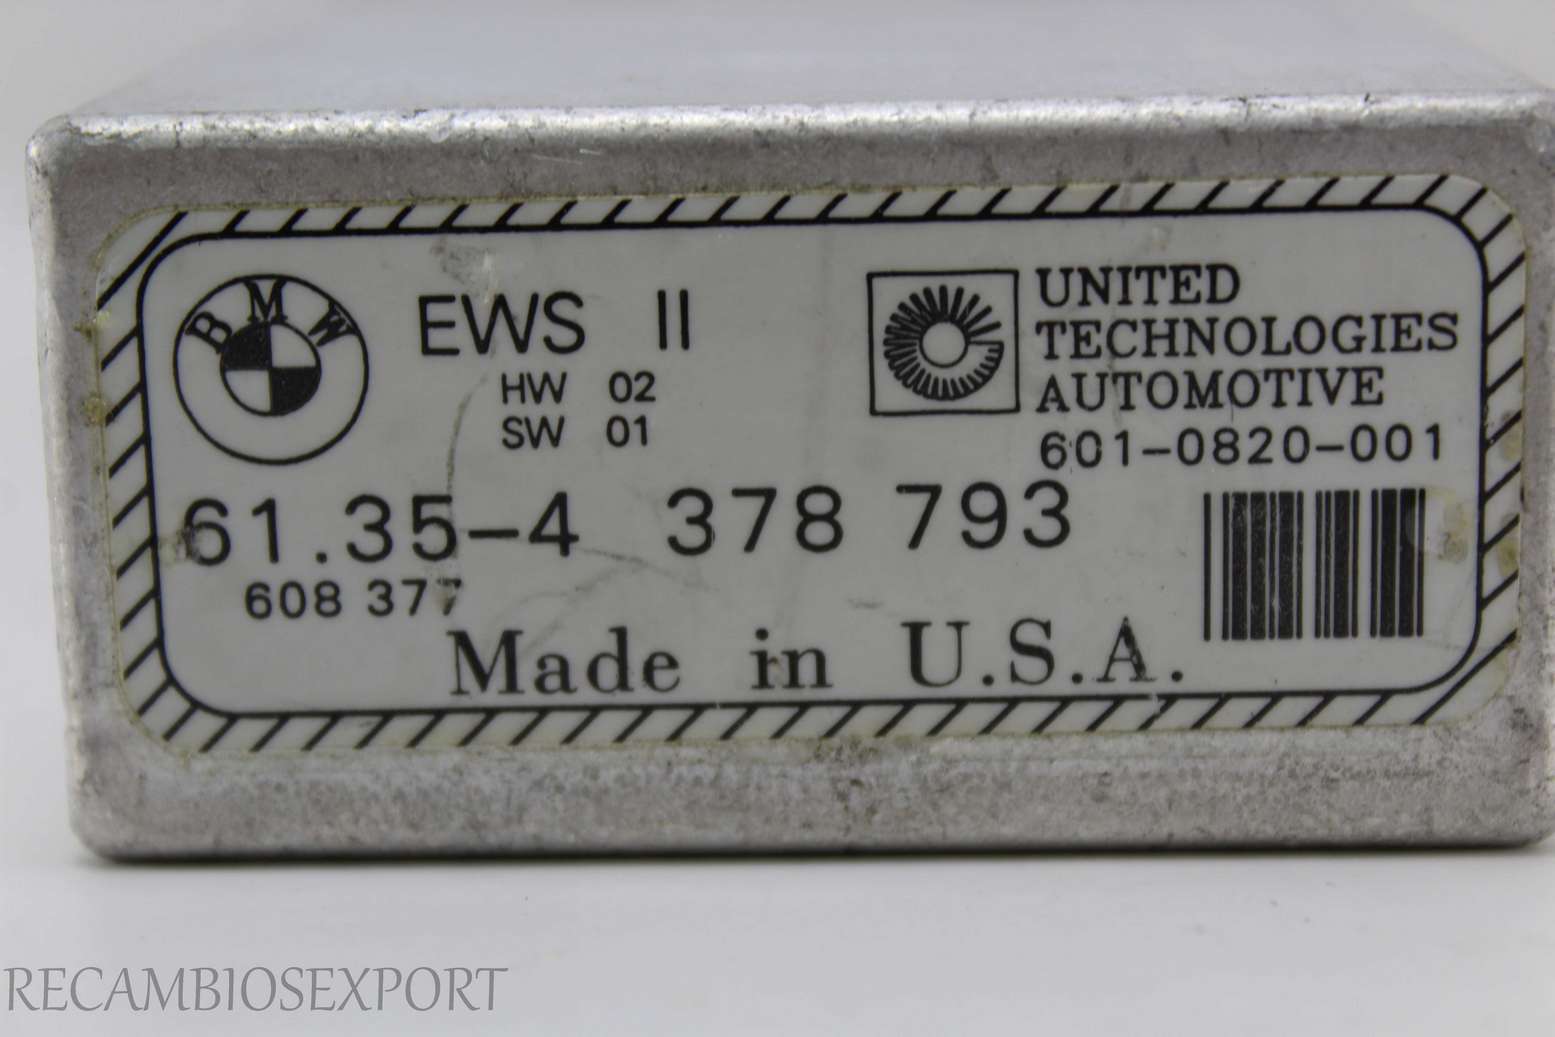 BMW
EWS II
HW 02
SW 01
UNITED
TECHNOLOGIES
AUTOMOTIVE
601-0820-001
61.35-4 378 793
608 377
Made in U.S.A.
RECAMBIOSEXPORT